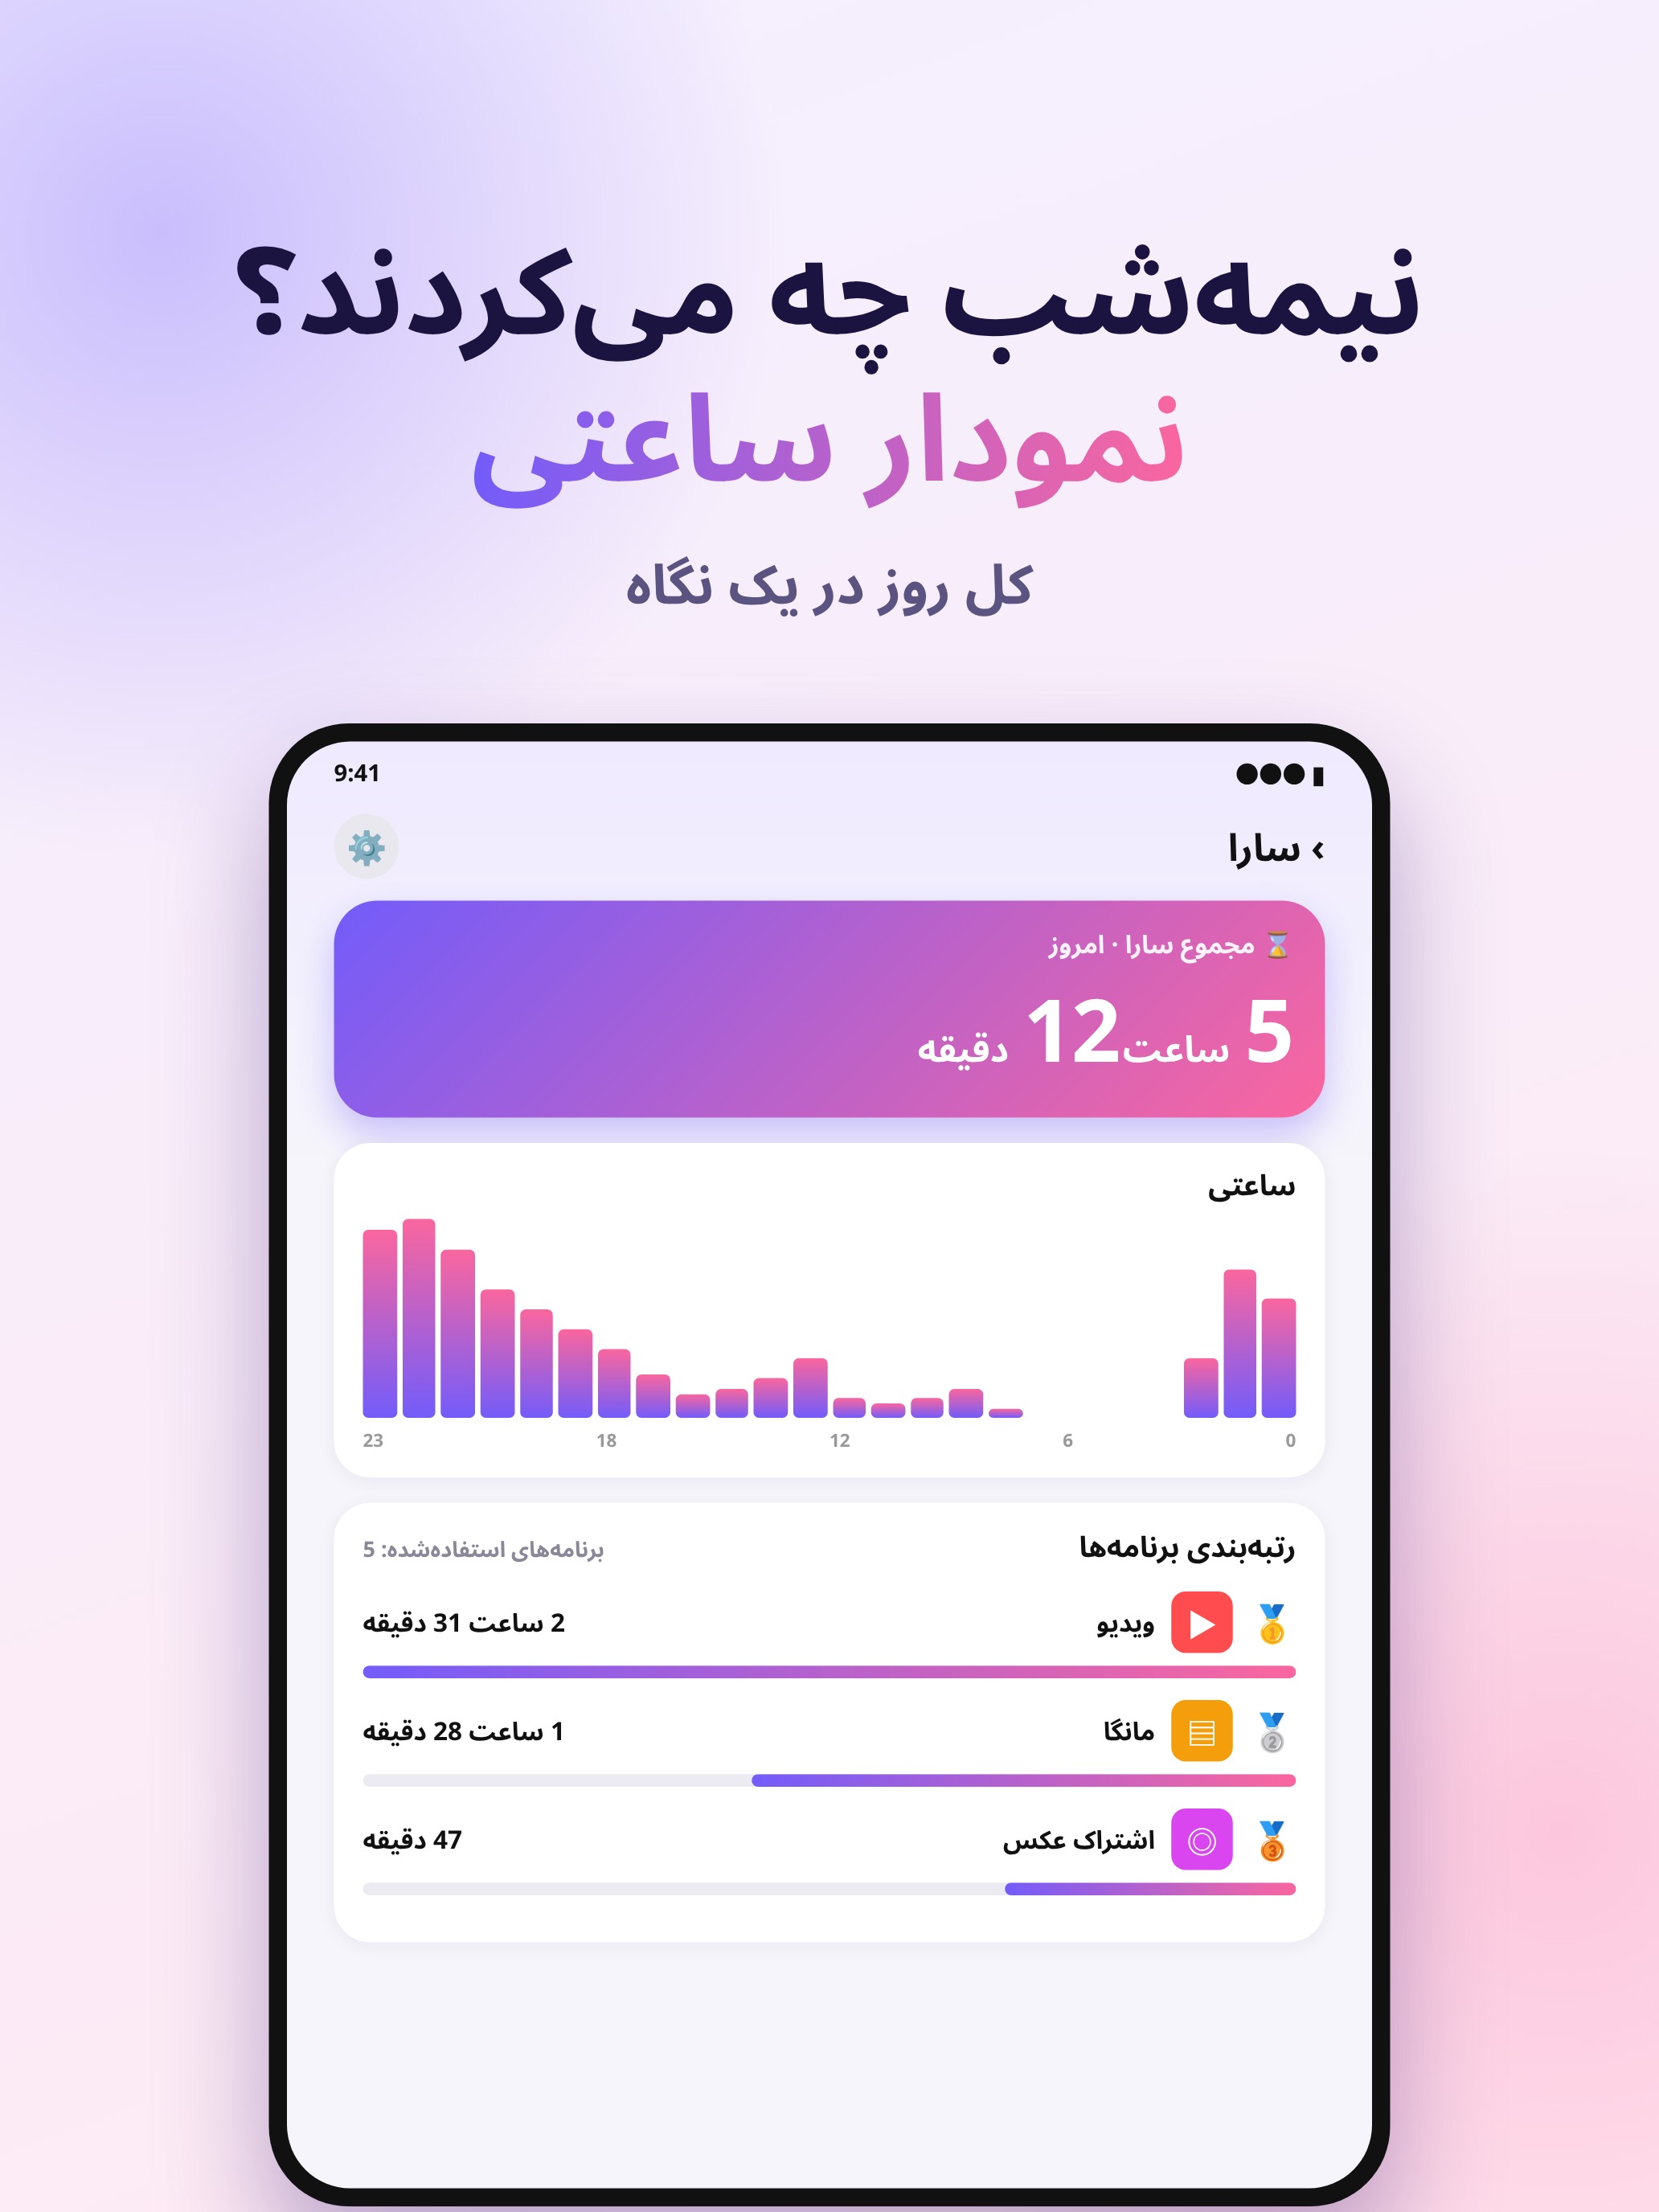 نیمه‌شب چه می‌کردند؟
نمودار ساعتی
کل روز در یک نگاه
9:41
‹ سارا
⌛ مجموع سارا · امروز
5 ساعت 12 دقیقه
ساعتی
0 6 12 18 23
رتبه‌بندی برنامه‌ها
برنامه‌های استفاده‌شده: 5
🥇 ویدیو 2 ساعت 31 دقیقه
🥈 مانگا 1 ساعت 28 دقیقه
🥉 اشتراک عکس 47 دقیقه